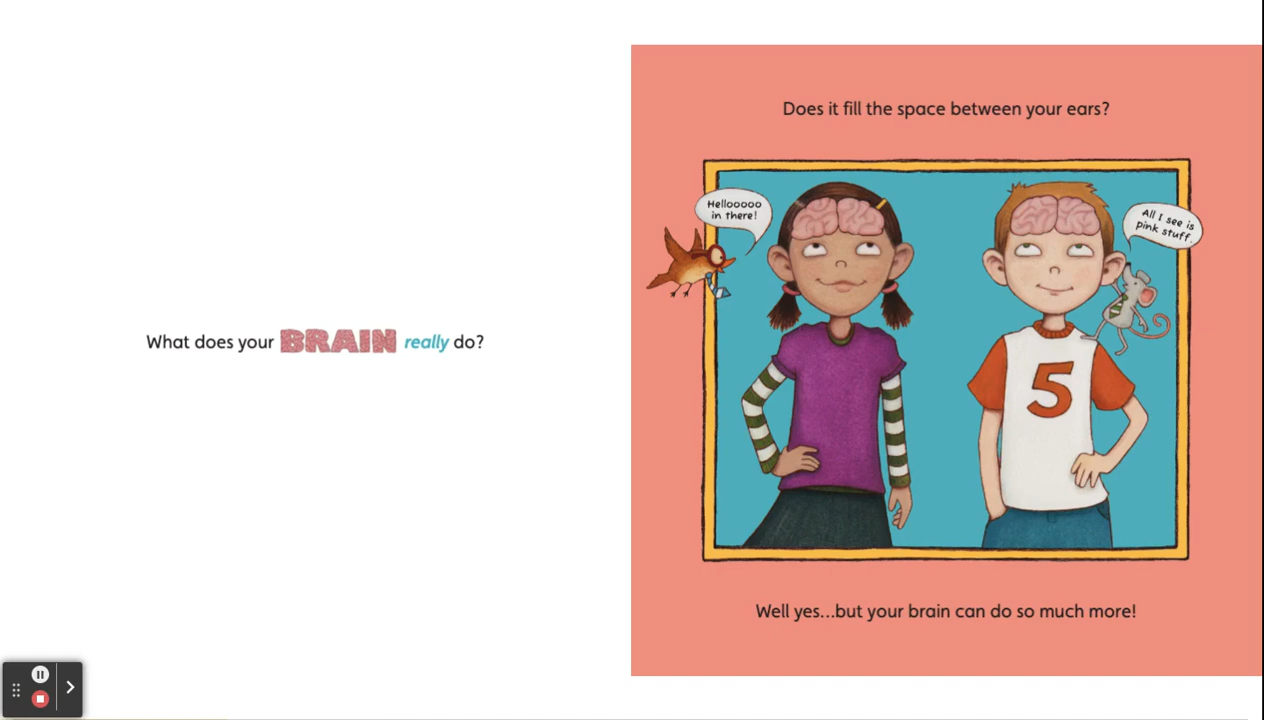 What does your BRAIN really do?
Does it fill the space between your ears?
Hellooooo
in there!
All I see is
pink stuff.
5
Well yes...but your brain can do so much more!